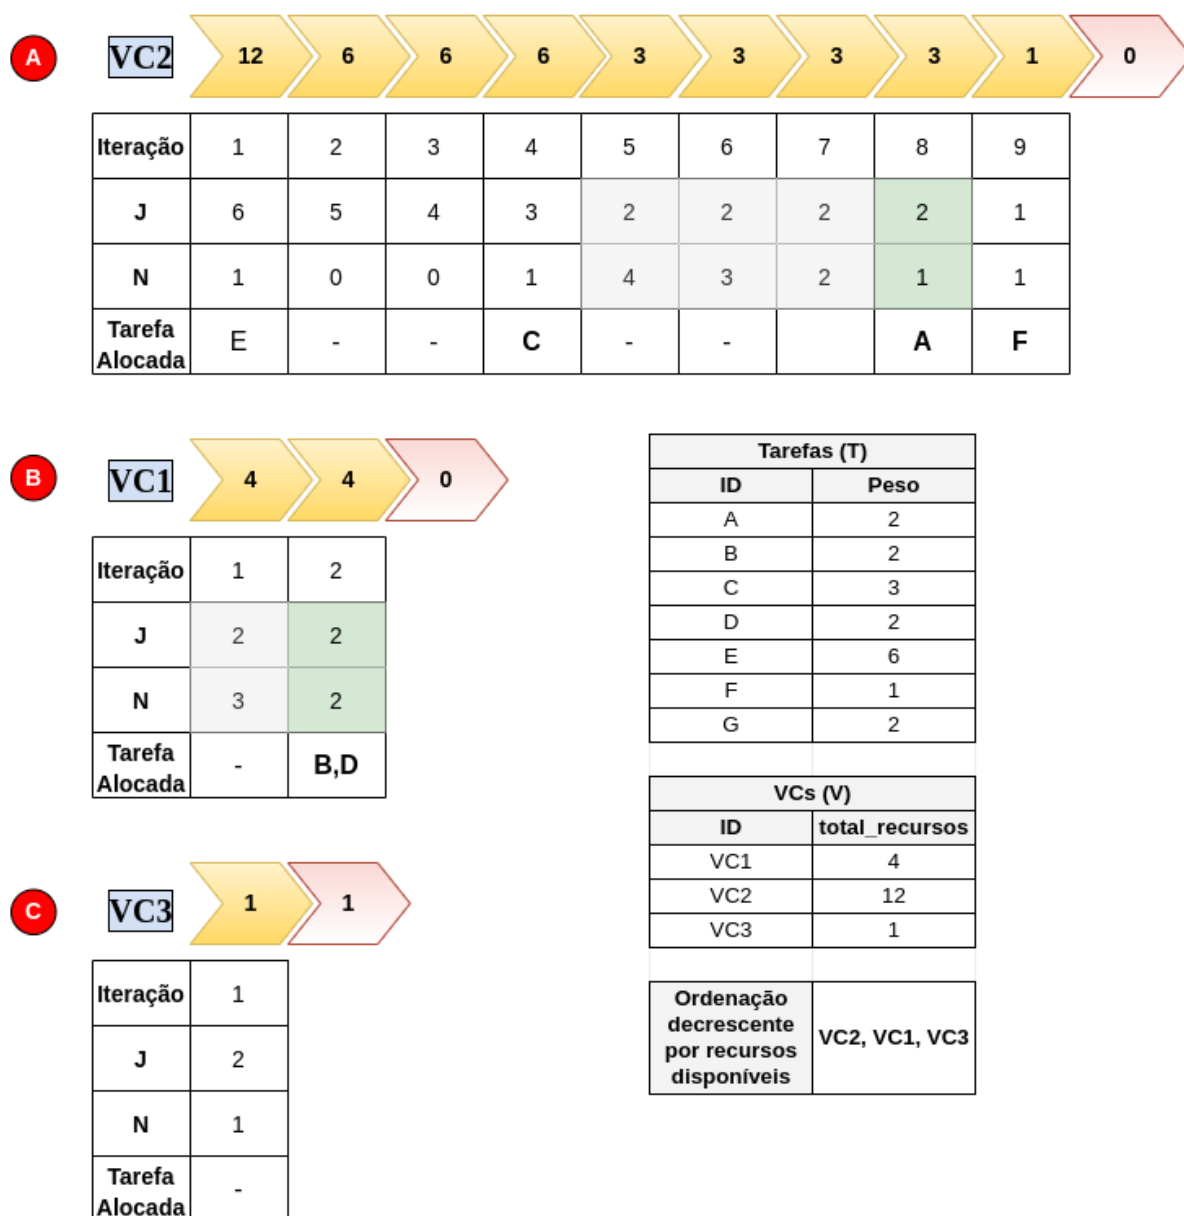 A
VC2
12 6 6 6 3 3 3 3 1 0
Iteração 1 2 3 4 5 6 7 8 9
J 6 5 4 3 2 2 2 2 1
N 1 0 0 1 4 3 2 1 1
Tarefa
Alocada E - - C - - A F
B
VC1
4 4 0
Iteração 1 2
J 2 2
N 3 2
Tarefa
Alocada - B,D
Tarefas (T)
ID Peso
A 2
B 2
C 3
D 2
E 6
F 1
G 2
VCs (V)
ID total_recursos
VC1 4
VC2 12
VC3 1
Ordenação
decrescente
por recursos
disponíveis
VC2, VC1, VC3
C
VC3
1 1
Iteração 1
J 2
N 1
Tarefa
Alocada -